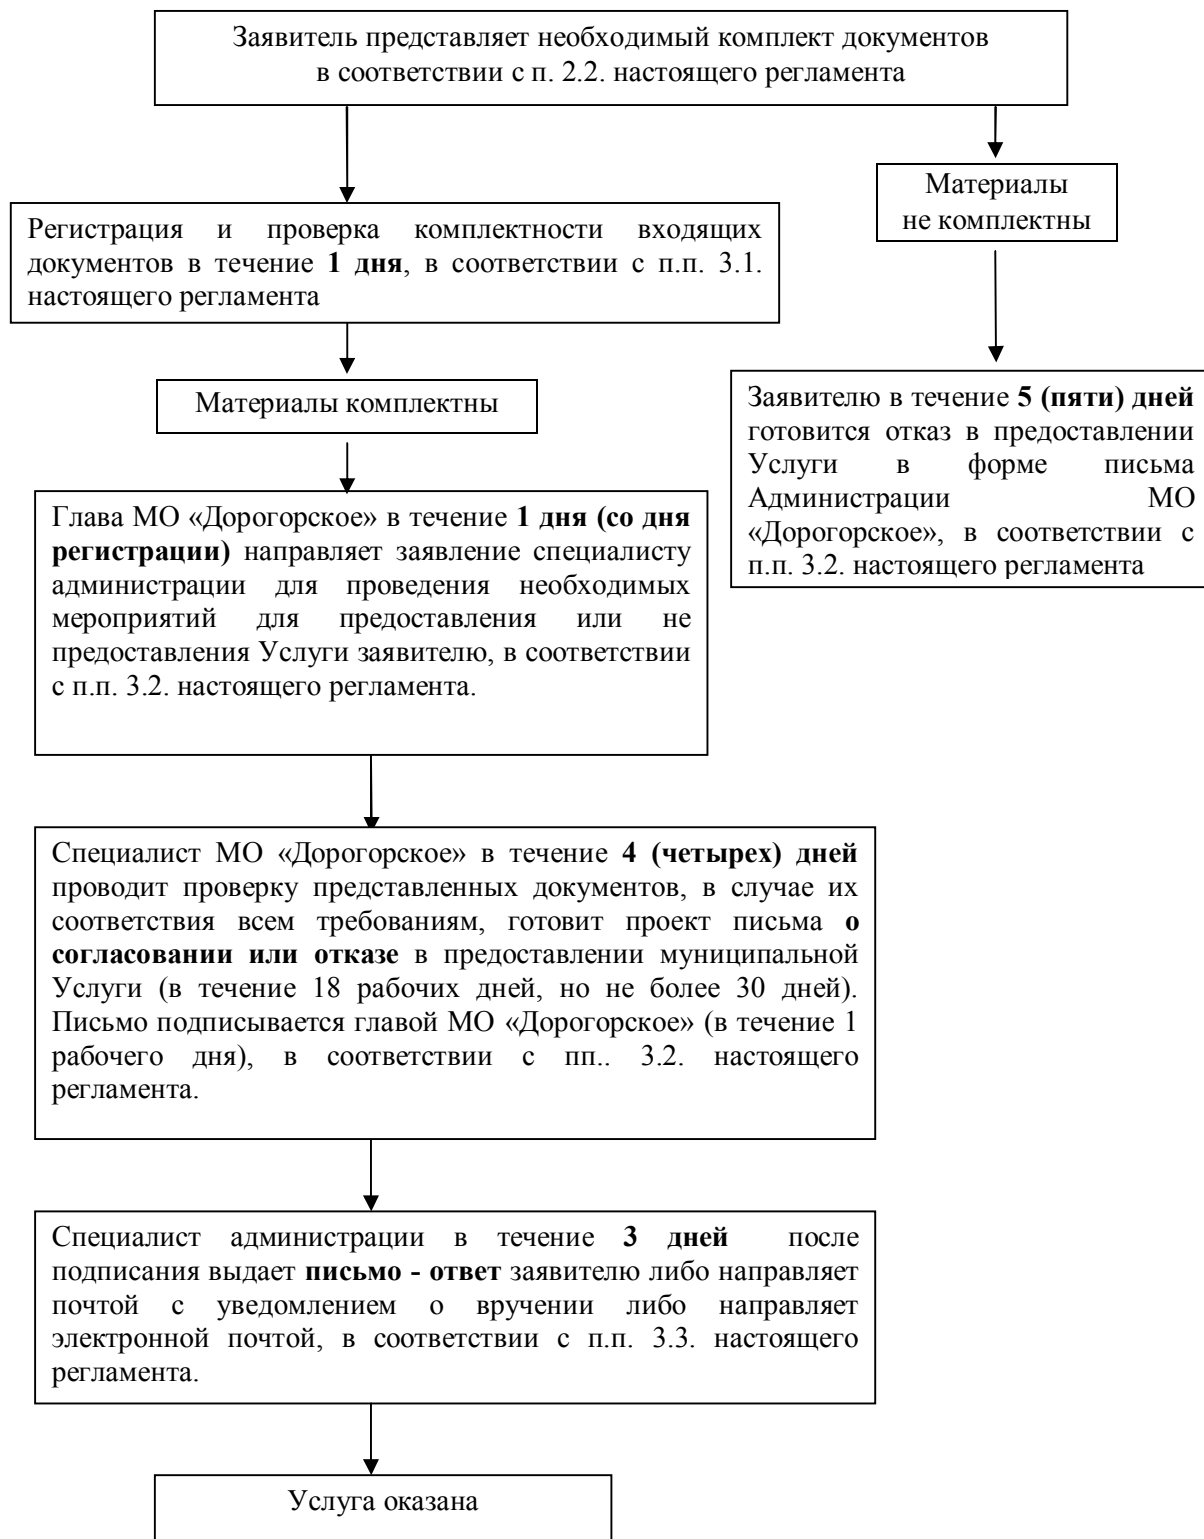 Заявитель представляет необходимый комплект документов
в соответствии с п. 2.2. настоящего регламента
Материалы
не комплектны
Регистрация и проверка комплектности входящих
документов в течение 1 дня, в соответствии с п.п. 3.1.
настоящего регламента
Материалы комплектны
Заявителю в течение 5 (пяти) дней
готовится отказ в предоставлении
Услуги в форме письма
Администрации МО
«Дорогорское», в соответствии с
п.п. 3.2. настоящего регламента
Глава МО «Дорогорское» в течение 1 дня (со дня
регистрации) направляет заявление специалисту
администрации для проведения необходимых
мероприятий для предоставления или не
предоставления Услуги заявителю, в соответствии
с п.п. 3.2. настоящего регламента.
Специалист МО «Дорогорское» в течение 4 (четырех) дней
проводит проверку представленных документов, в случае их
соответствия всем требованиям, готовит проект письма о
согласовании или отказе в предоставлении муниципальной
Услуги (в течение 18 рабочих дней, но не более 30 дней).
Письмо подписывается главой МО «Дорогорское» (в течение 1
рабочего дня), в соответствии с пп.. 3.2. настоящего
регламента.
Специалист администрации в течение 3 дней после
подписания выдает письмо - ответ заявителю либо направляет
почтой с уведомлением о вручении либо направляет
электронной почтой, в соответствии с п.п. 3.3. настоящего
регламента.
Услуга оказана